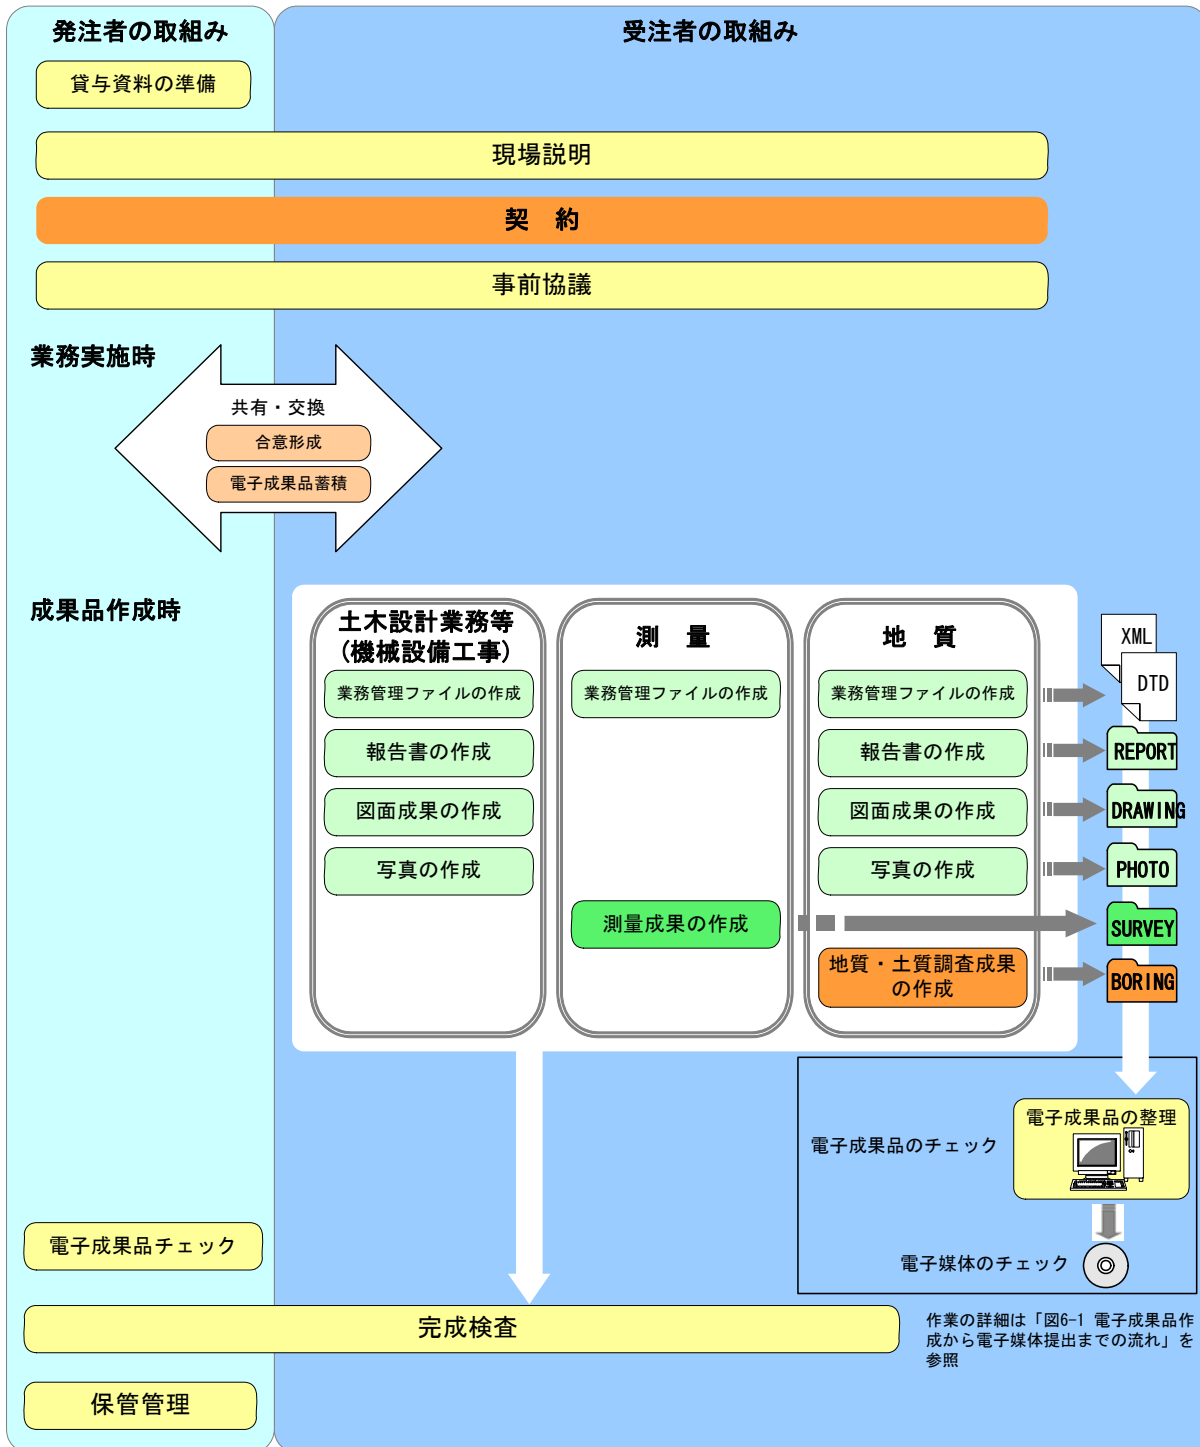 発注者の取組み
受注者の取組み
貸与資料の準備
現場説明
契　約
事前協議
業務実施時
共有・交換
合意形成
電子成果品蓄積
成果品作成時
土木設計業務等
(機械設備工事)
業務管理ファイルの作成
報告書の作成
図面成果の作成
写真の作成
測　量
業務管理ファイルの作成
測量成果の作成
地　質
業務管理ファイルの作成
報告書の作成
図面成果の作成
写真の作成
地質・土質調査成果
の作成
XML
DTD
REPORT
DRAWING
PHOTO
SURVEY
BORING
電子成果品の整理
電子成果品のチェック
電子媒体のチェック
電子成果品チェック
完成検査
作業の詳細は「図6-1 電子成果品作
成から電子媒体提出までの流れ」を
参照
保管管理